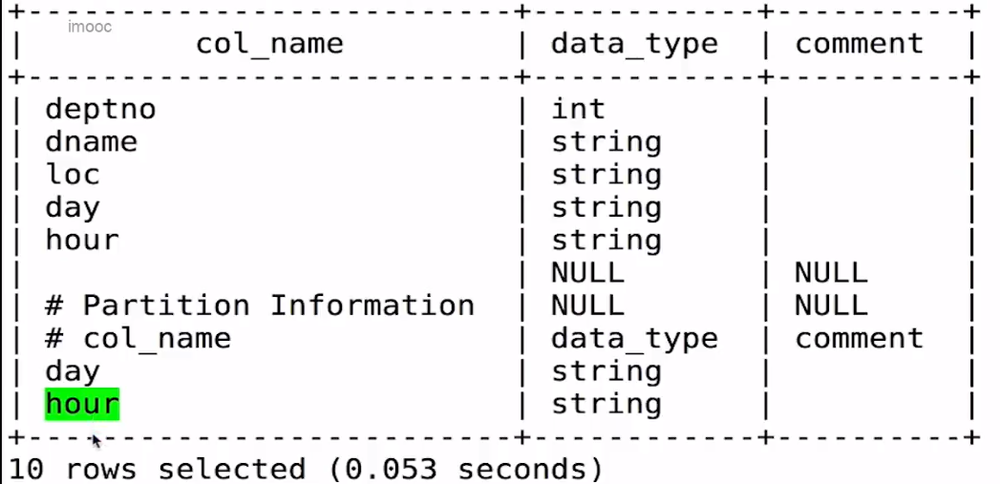 imooc
+---------------------------+-------------+-----------+
| col_name | data_type | comment |
+---------------------------+-------------+-----------+
| deptno | int | |
| dname | string | |
| loc | string | |
| day | string | |
| hour | string | |
| | NULL | NULL |
| # Partition Information | NULL | NULL |
| # col_name | data_type | comment |
| day | string | |
| hour | string | |
+---------------------------+-------------+-----------+
10 rows selected (0.053 seconds)